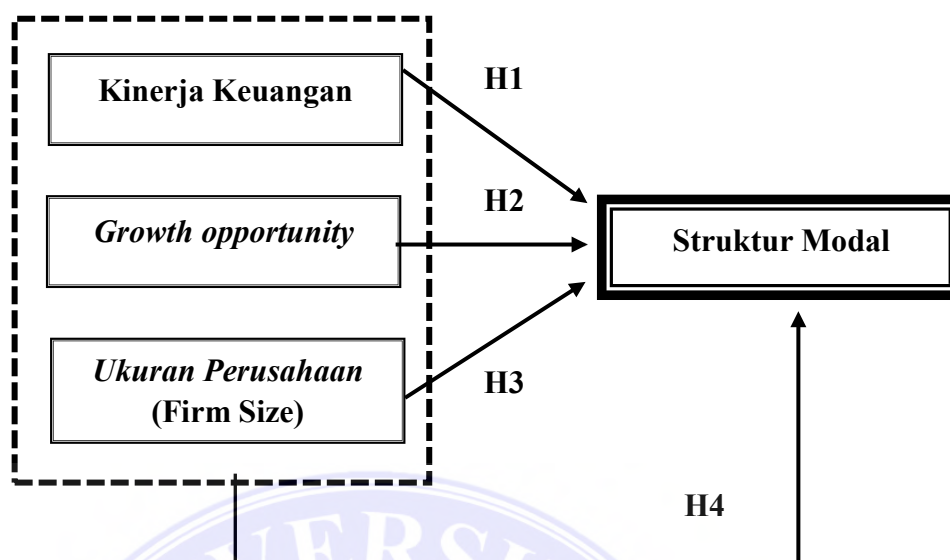 Kinerja Keuangan
H1
H2
Growth opportunity
Struktur Modal
Ukuran Perusahaan
(Firm Size)
H3
H4